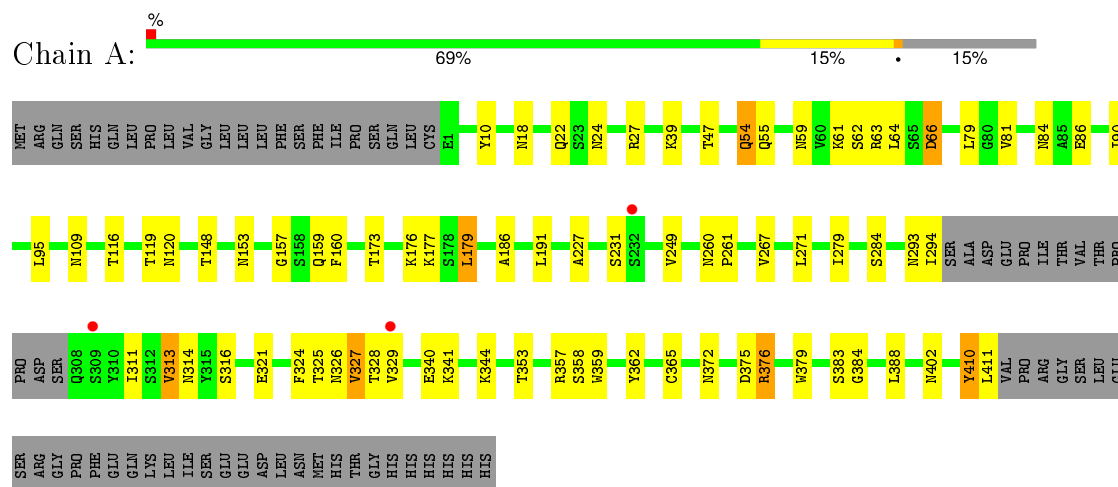 %
Chain A:
69% 15% • 15%
MET ARG GLN SER HIS GLN LEU PRO LEU VAL GLY LEU LEU LEU PHE SER PHE ILE PRO SER GLN LEU CYS E1 Y10 N18 Q22 S23 N24 R27 K39 T47 Q54 Q55 N59 V60 K61 S62 R63 L64 S65 D66 L79 G80 V81 N84 A85 E86
L95 N109 T116 T119 N120 T148 N153 G157 S158 Q159 F160 T173 K176 K177 S178 L179 A186 L191 A227 S231 S232 V249 N260 P261 V267 L271 I279 S284 N293 I294 SER ALA ASP GLU PRO ILE THR VAL THR PRO
PRO ASP SER Q308 S309 Y310 I311 S312 V313 N314 Y315 S316 E321 F324 T325 N326 V327 T328 V329 E340 K341 K344 T353 R357 S358 W359 Y362 C365 N372 D375 R376 W379 S383 G384 L388 N402 Y410 L411 VAL PRO ARG GLY SER LEU GLU
SER ARG GLY PRO PHE GLU GLN LYS LEU ILE SER GLU GLU ASP LEU ASN MET HIS THR GLY HIS HIS HIS HIS HIS HIS